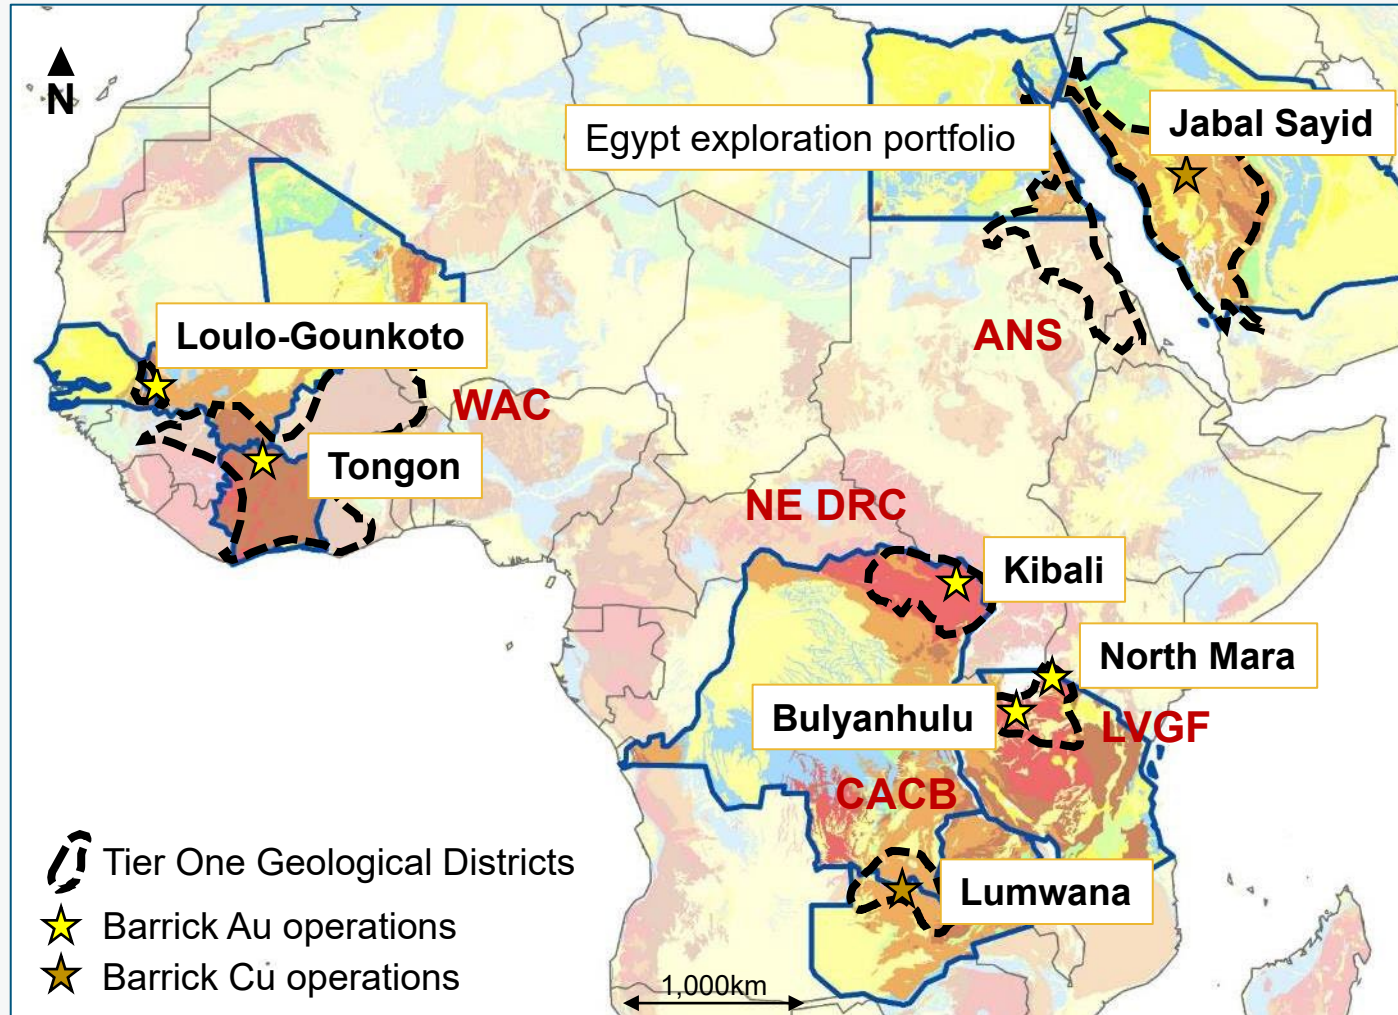 N
Egypt exploration portfolio
Jabal Sayid
Loulo-Gounkoto
ANS
WAC
Tongon
NE DRC
Kibali
North Mara
Bulyanhulu
LVGF
CACB
Lumwana
Tier One Geological Districts
Barrick Au operations
Barrick Cu operations
1,000km